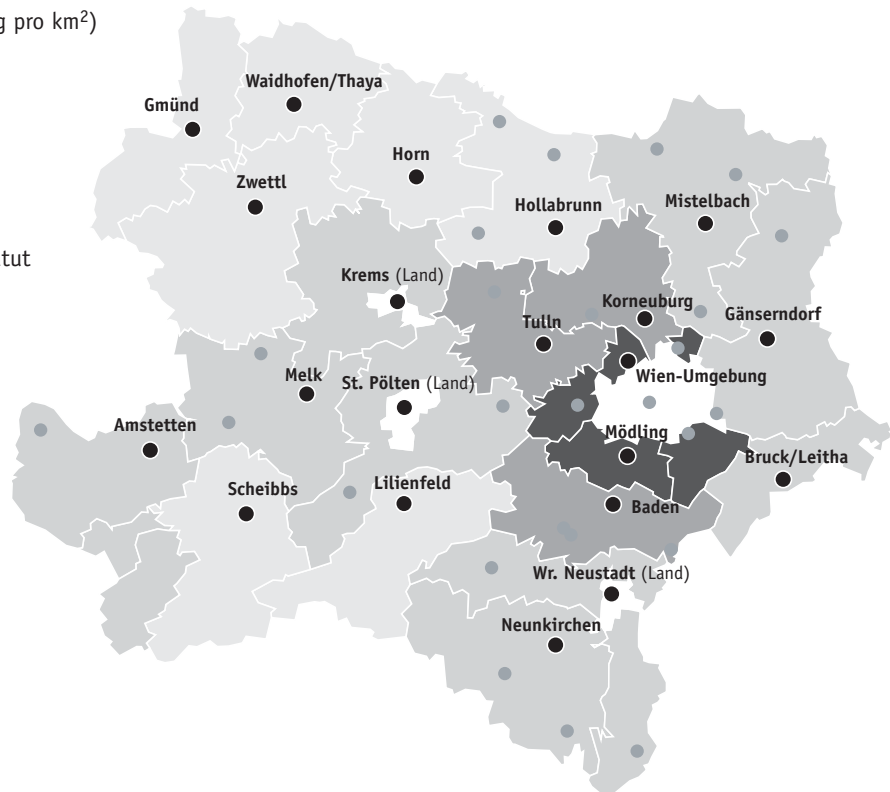 g pro km²)
Waidhofen/Thaya
Gmünd
Horn
Zwettl
Mistelbach
Hollabrunn
tut
Krems (Land)
Korneuburg
Gänserndorf
Tulln
Melk
Wien-Umgebung
St. Pölten (Land)
Amstetten
Mödling
Bruck/Leitha
Lilienfeld
Scheibbs
Baden
Wr. Neustadt (Land)
Neunkirchen